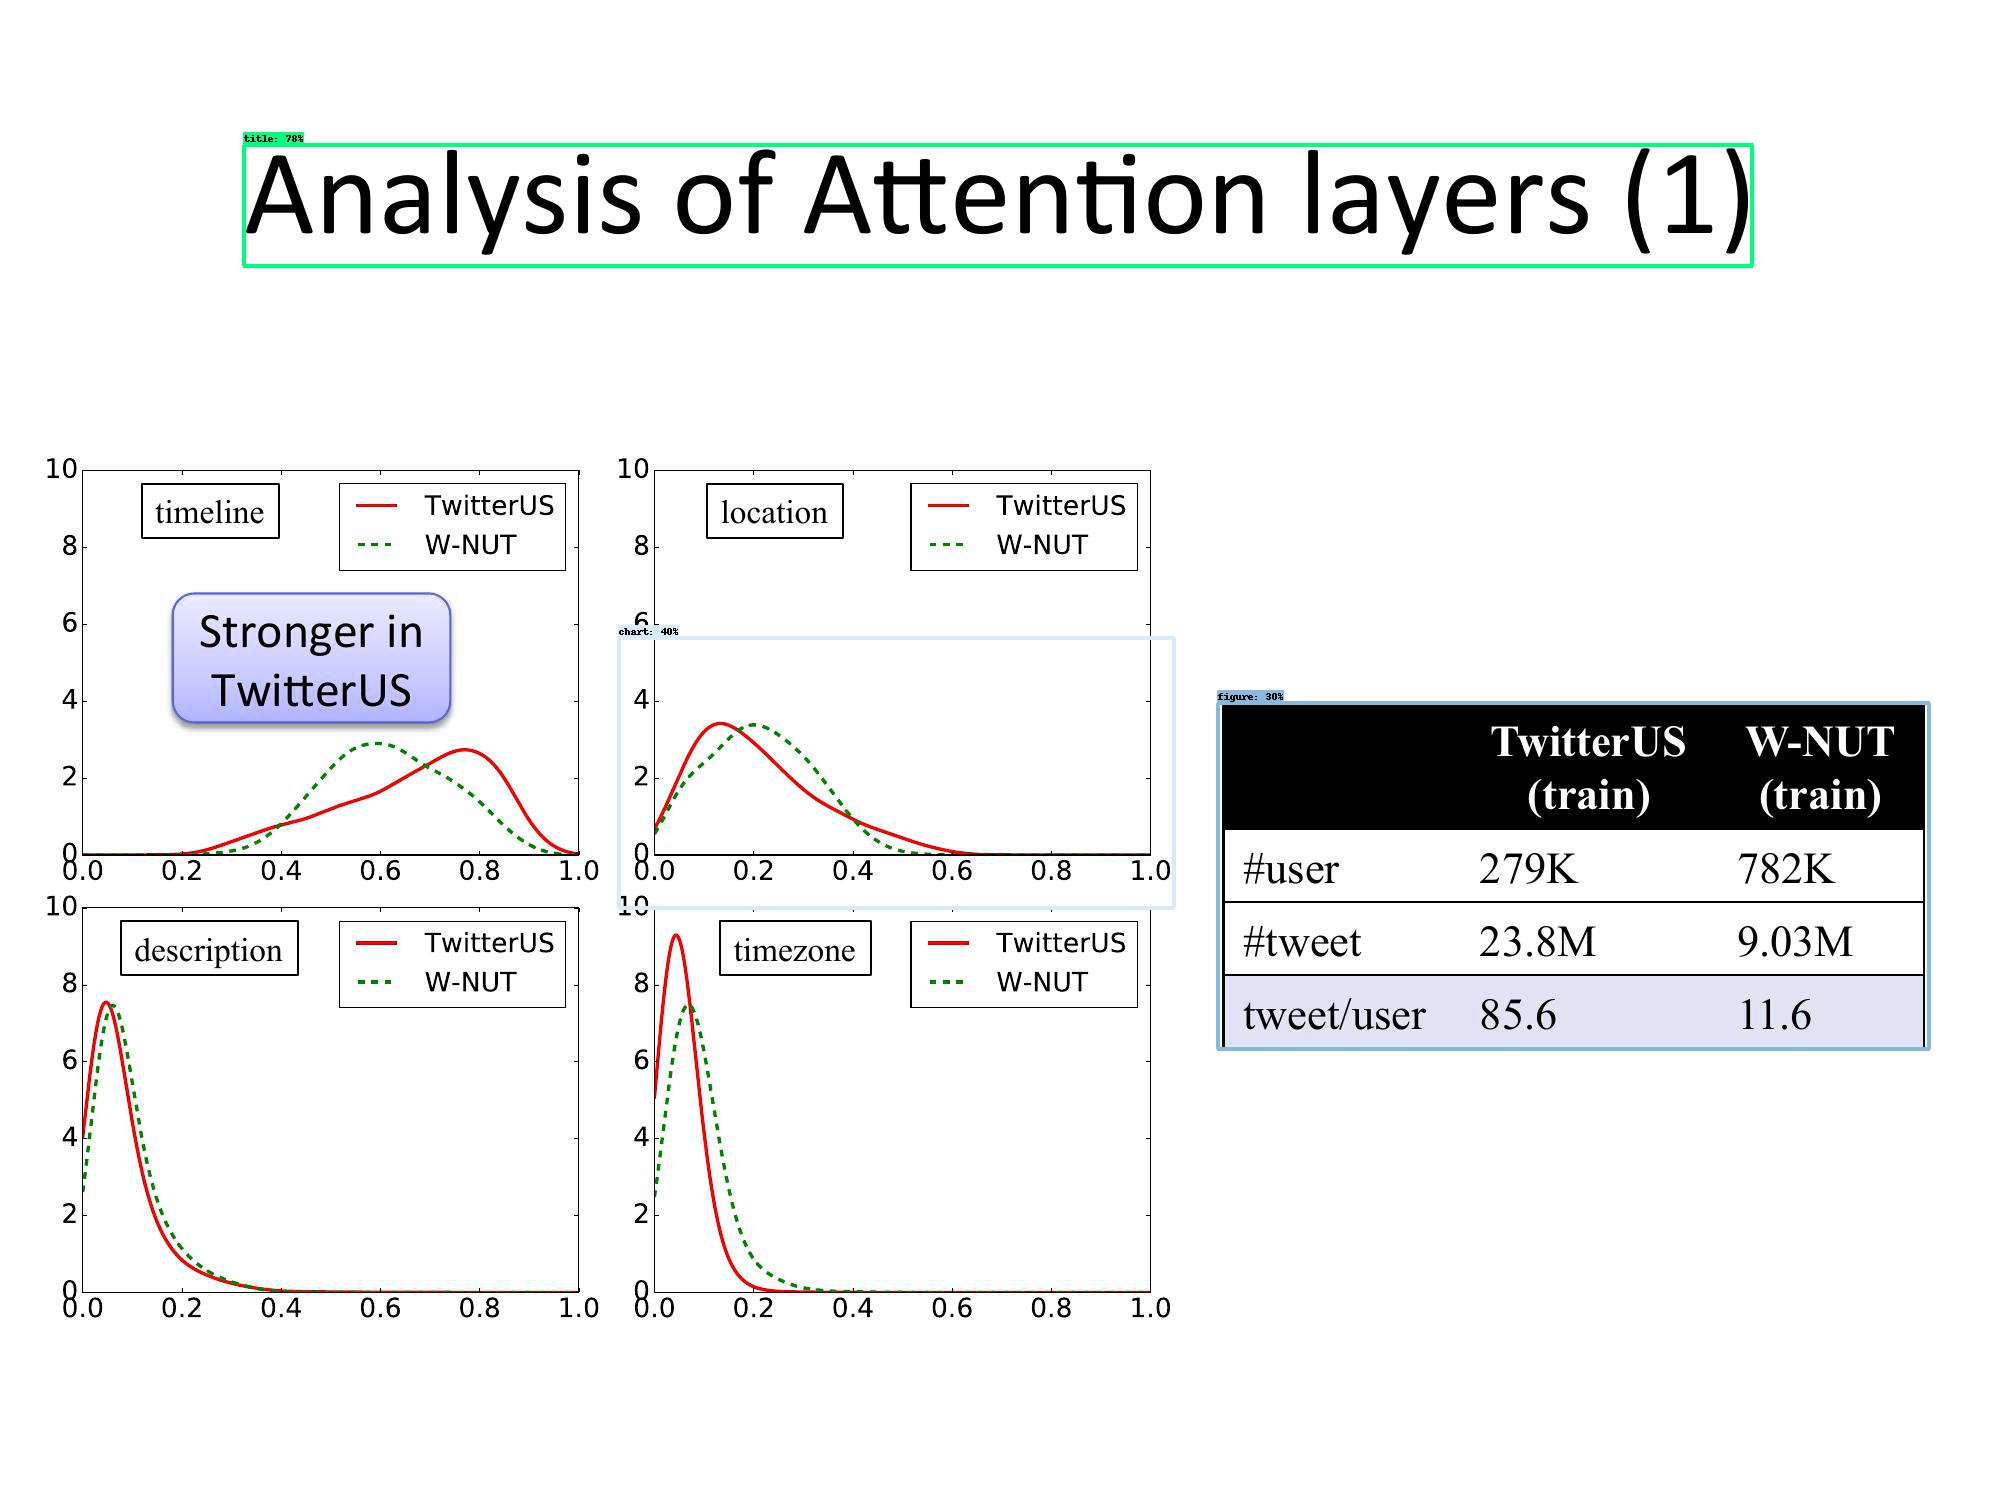 title: 78%
Analysis of Attention layers (1)
10
8
6
4
2
0
0.0 0.2 0.4 0.6 0.8 1.0
timeline
TwitterUS
W-NUT
Stronger in
TwitterUS
10
8
6
4
2
0
0.0 0.2 0.4 0.6 0.8 1.0
location
TwitterUS
W-NUT
chart: 40%
10
8
6
4
2
0
0.0 0.2 0.4 0.6 0.8 1.0
description
TwitterUS
W-NUT
10
8
6
4
2
0
0.0 0.2 0.4 0.6 0.8 1.0
timezone
TwitterUS
W-NUT
figure: 30%
TwitterUS W-NUT
(train) (train)
#user 279K 782K
#tweet 23.8M 9.03M
tweet/user 85.6 11.6